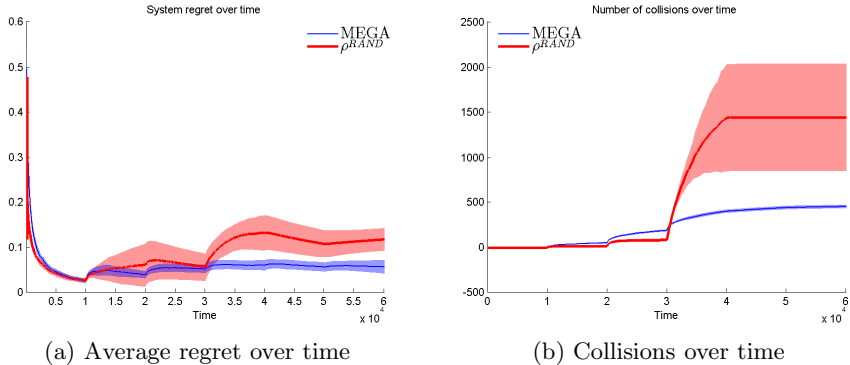 System regret over time
MEGA
ρ^RAND
0.6
0.5
0.4
0.3
0.2
0.1
0
0.5 1 1.5 2 2.5 3 3.5 4 4.5 5 5.5 6
Time
x 10^4
(a) Average regret over time
Number of collisions over time
MEGA
ρ^RAND
2500
2000
1500
1000
500
0
-500
0 1 2 3 4 5 6
Time
x 10^4
(b) Collisions over time